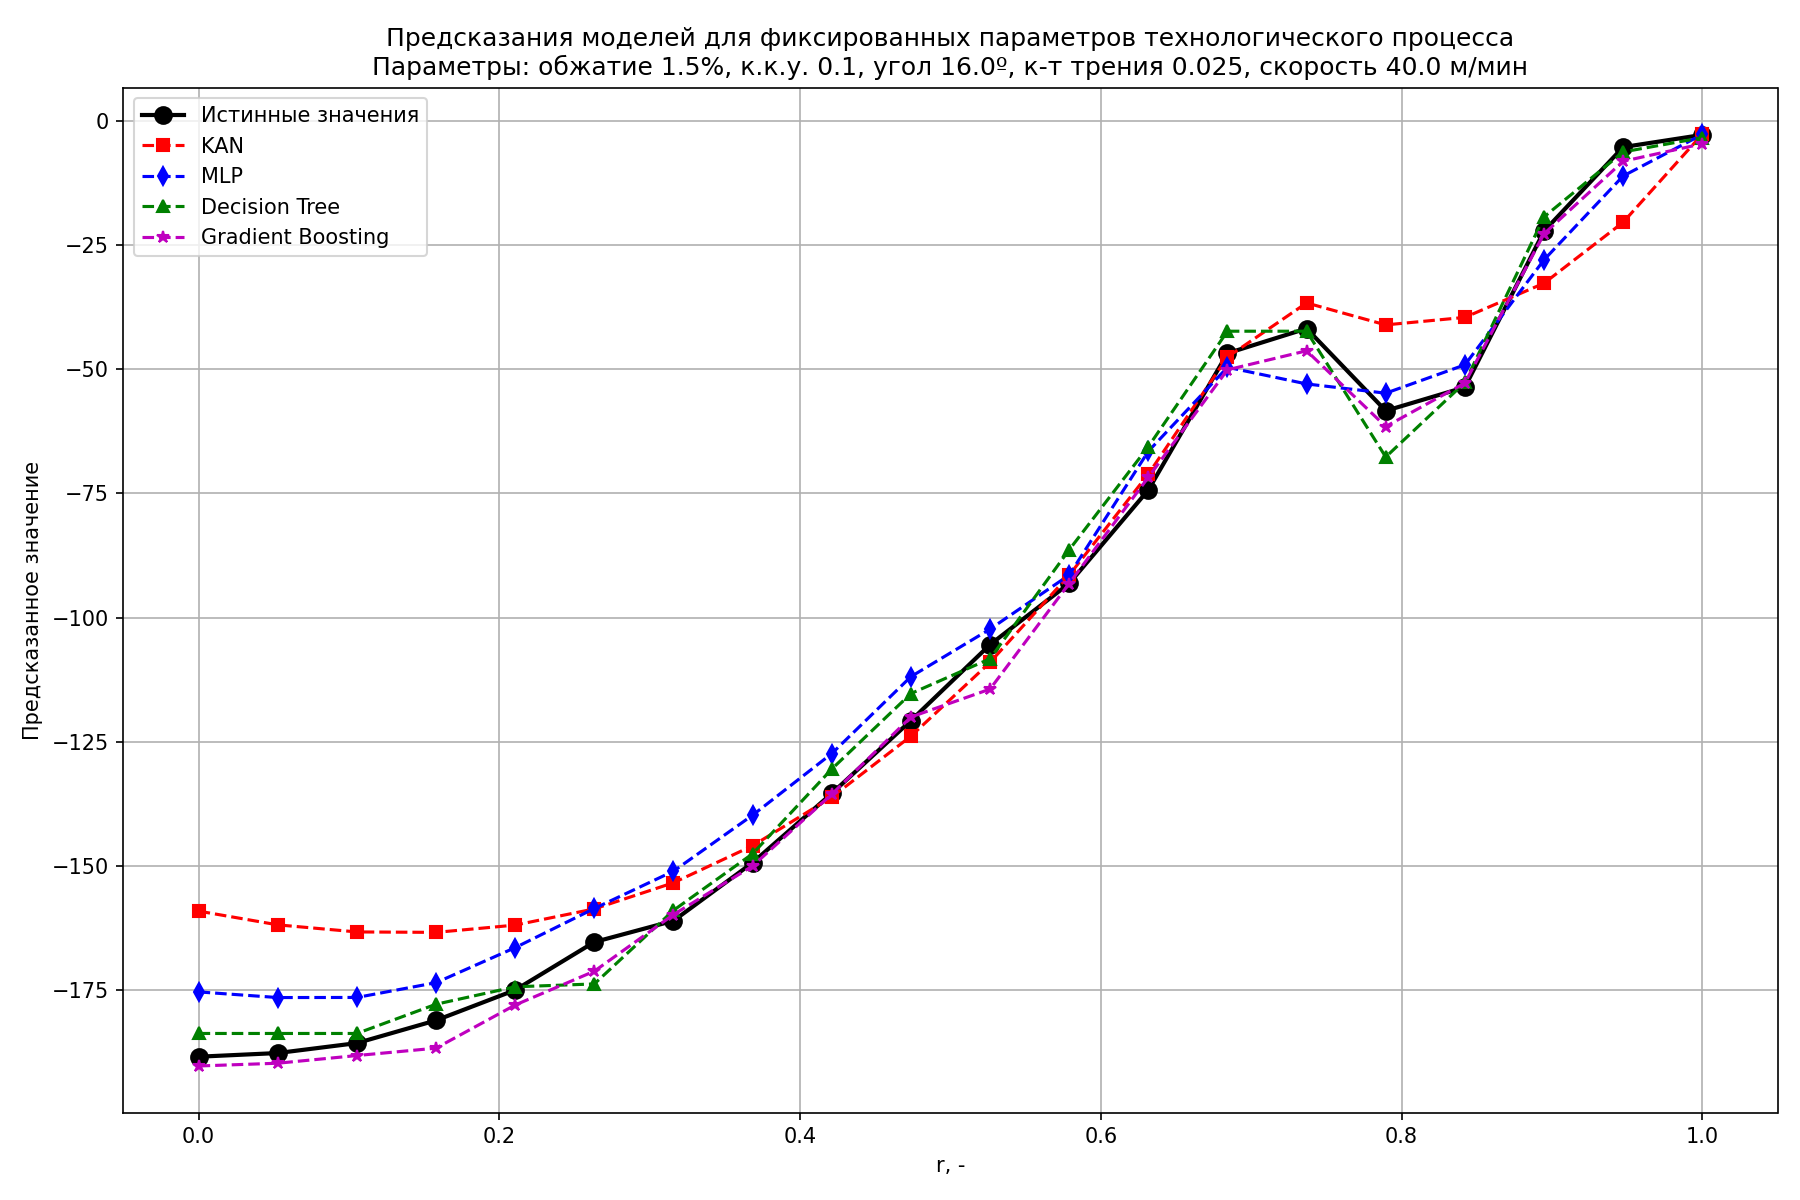 Предсказания моделей для фиксированных параметров технологического процесса
Параметры: обжатие 1.5%, к.к.у. 0.1, угол 16.0º, к-т трения 0.025, скорость 40.0 м/мин
Истинные значения
KAN
MLP
Decision Tree
Gradient Boosting
Предсказанное значение
0
−25
−50
−75
−100
−125
−150
−175
0.0 0.2 0.4 0.6 0.8 1.0
r, -